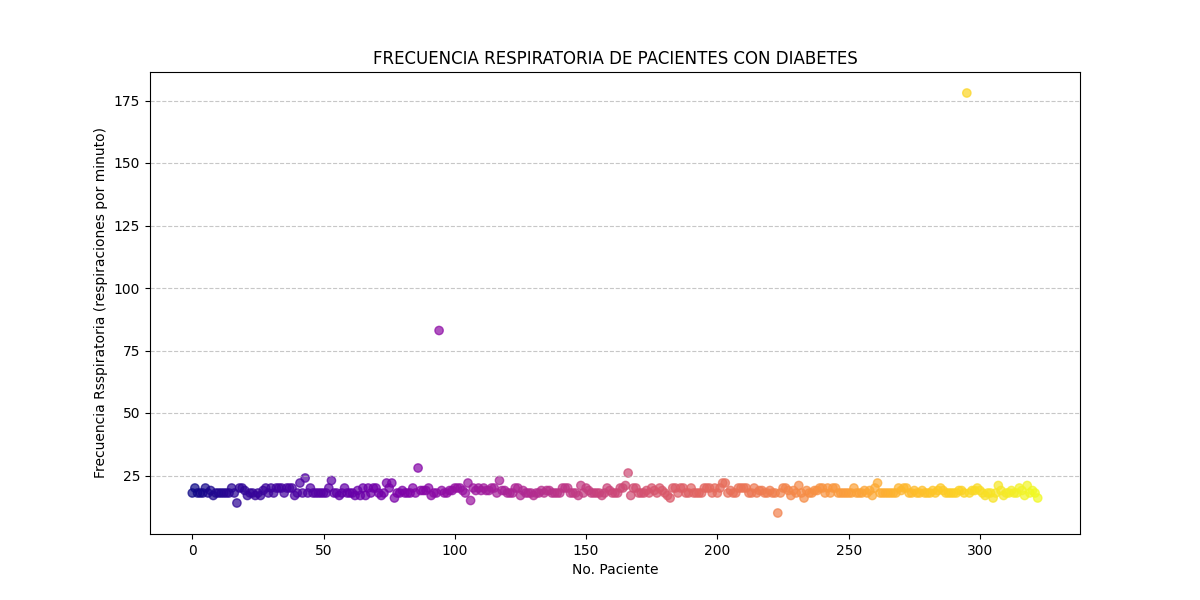 FRECUENCIA RESPIRATORIA DE PACIENTES CON DIABETES
Frecuencia Rsspiratoria (respiraciones por minuto)
175
150
125
100
75
50
25
0 50 100 150 200 250 300
No. Paciente